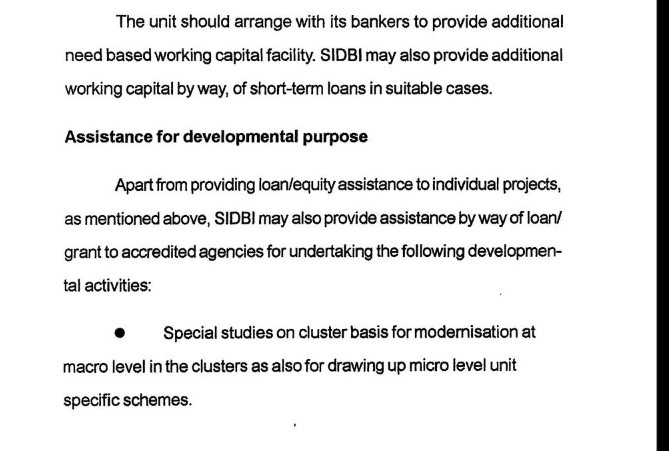 The unit should arrange with its bankers to provide additional
need based working capital facility. SIDBI may also provide additional
working capital by way, of short-term loans in suitable cases.
Assistance for developmental purpose
Apart from providing loan/equity assistance to individual projects,
as mentioned above, SIDBI may also provide assistance by way of loan/
grant to accredited agencies for undertaking the following developmen-
tal activities:
● Special studies on cluster basis for modernisation at
macro level in the clusters as also for drawing up micro level unit
specific schemes.